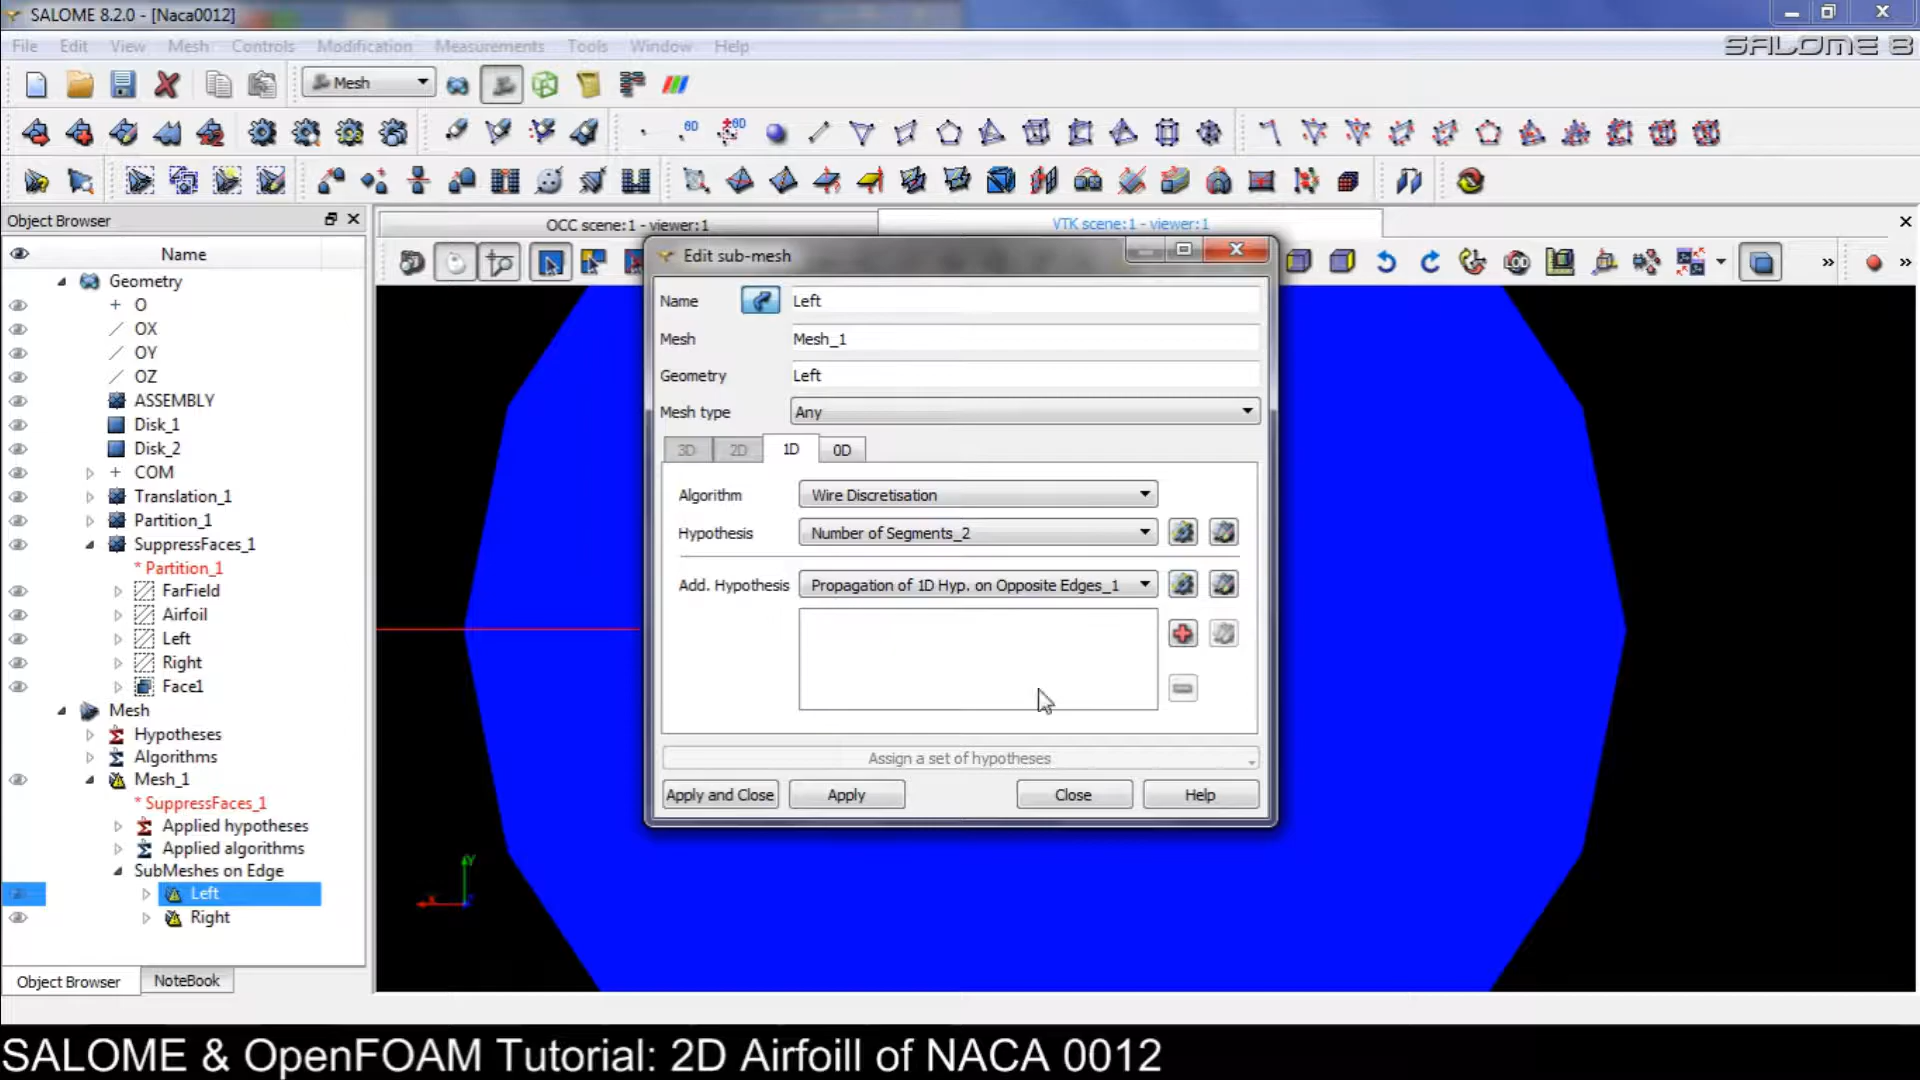 SALOME 8.2.0 - [Naca0012]
File Edit View Mesh Controls Modification Measurements Tools Window Help
SALOME 8
Mesh
0D 0D
Object Browser
OCC scene:1 - viewer:1
VTK scene:1 - viewer:1
Name
Geometry
O
OX
OY
OZ
ASSEMBLY
Disk_1
Disk_2
COM
Translation_1
Partition_1
SuppressFaces_1
* Partition_1
FarField
Airfoil
Left
Right
Face1
Mesh
Hypotheses
Algorithms
Mesh_1
* SuppressFaces_1
Applied hypotheses
Applied algorithms
SubMeshes on Edge
Left
Right
Object Browser
NoteBook
Edit sub-mesh
Name Left
Mesh Mesh_1
Geometry Left
Mesh type Any
3D 2D 1D 0D
Algorithm Wire Discretisation
Hypothesis Number of Segments_2
Add. Hypothesis Propagation of 1D Hyp. on Opposite Edges_1
Assign a set of hypotheses
Apply and Close Apply Close Help
Y
SALOME & OpenFOAM Tutorial: 2D Airfoill of NACA 0012